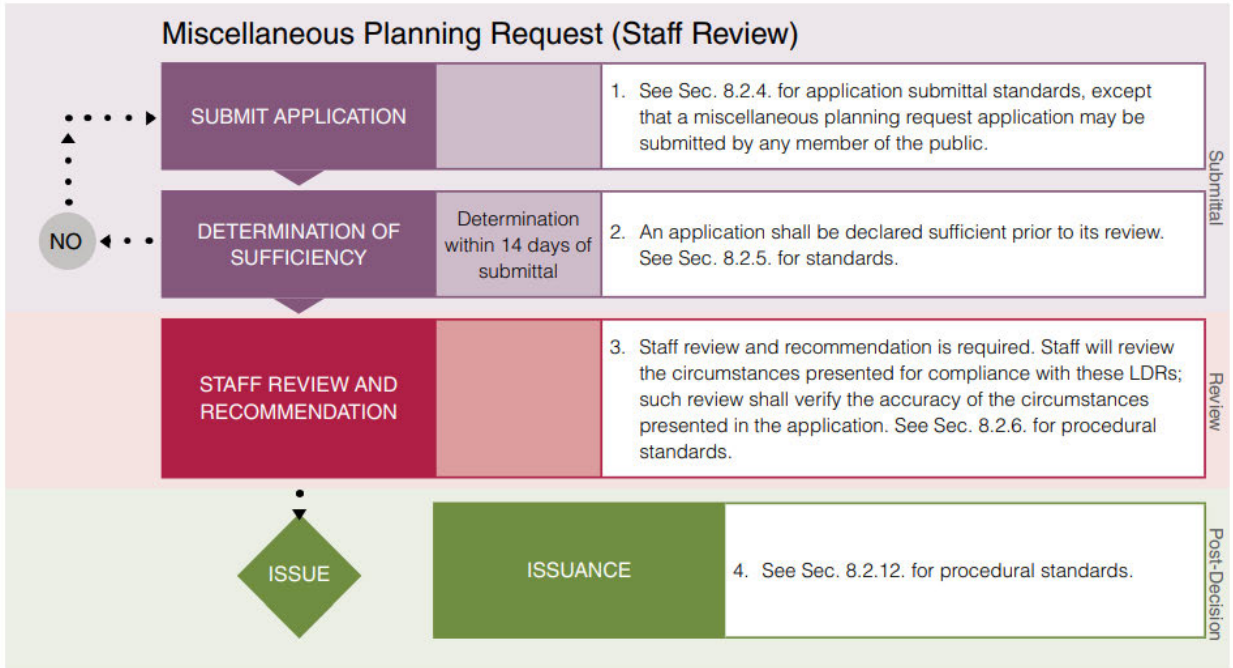 Miscellaneous Planning Request (Staff Review)
SUBMIT APPLICATION
1. See Sec. 8.2.4. for application submittal standards, except
that a miscellaneous planning request application may be
submitted by any member of the public.
Submittal
NO
DETERMINATION OF
SUFFICIENCY
Determination
within 14 days of
submittal
2. An application shall be declared sufficient prior to its review.
See Sec. 8.2.5. for standards.
STAFF REVIEW AND
RECOMMENDATION
3. Staff review and recommendation is required. Staff will review
the circumstances presented for compliance with these LDRs;
such review shall verify the accuracy of the circumstances
presented in the application. See Sec. 8.2.6. for procedural
standards.
Review
ISSUE
ISSUANCE
4. See Sec. 8.2.12. for procedural standards.
Post-Decision